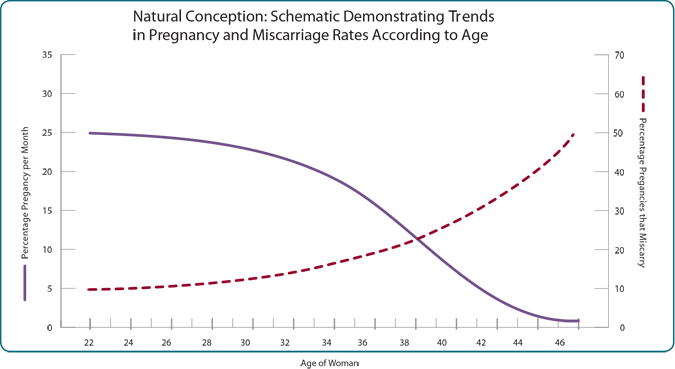 Natural Conception: Schematic Demonstrating Trends
in Pregnancy and Miscarriage Rates According to Age
35
30
25
20
15
10
5
0
Percentage Pegancy per Month
70
60
50
40
30
20
10
0
Percentage Pregancies that Miscarry
22 24 26 28 30 32 34 36 38 40 42 44 46
Age of Woman